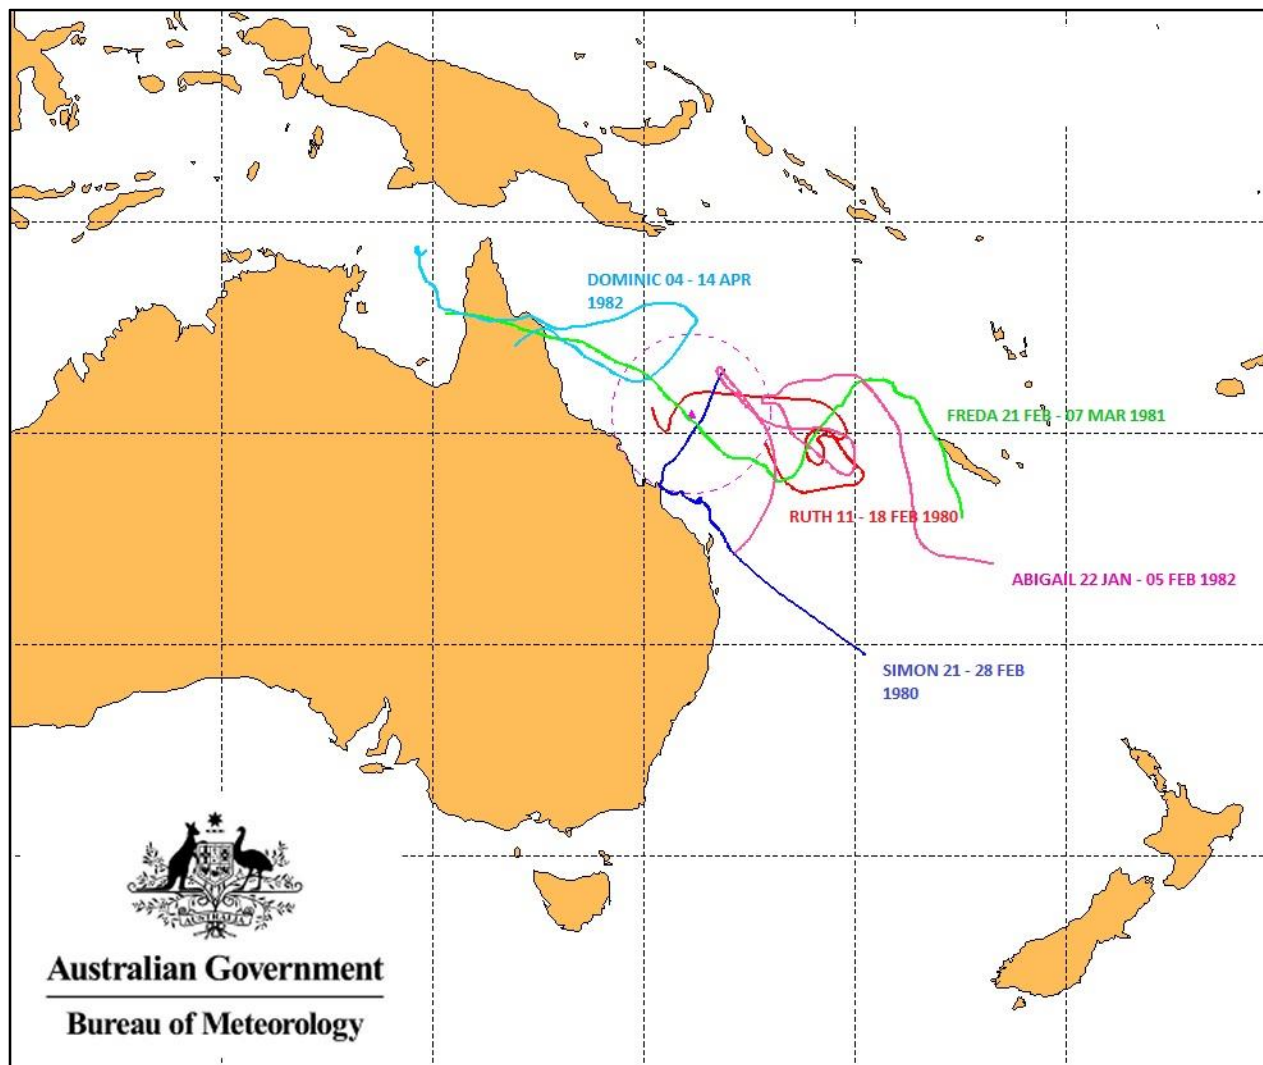 DOMINIC 04 - 14 APR
1982
FREDA 21 FEB - 07 MAR 1981
RUTH 11 - 18 FEB 1980
ABIGAIL 22 JAN - 05 FEB 1982
SIMON 21 - 28 FEB
1980
AUSTRALIA
Australian Government
Bureau of Meteorology